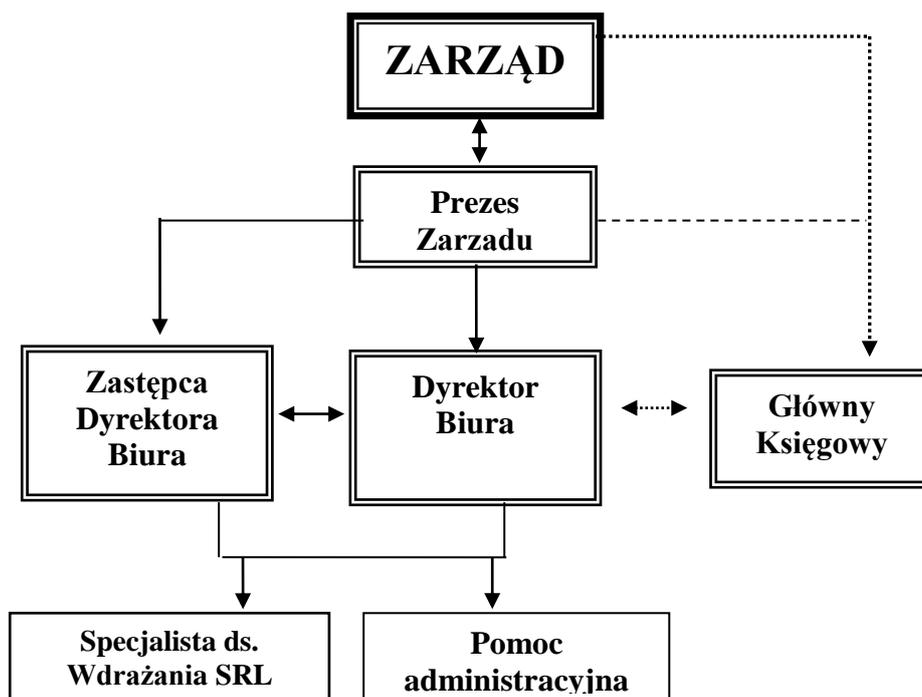 ZARZĄD
Prezes
Zarzadu
Zastępca
Dyrektora
Biura
Dyrektor
Biura
Główny
Księgowy
Specjalista ds.
Wdrażania SRL
Pomoc
administracyjna